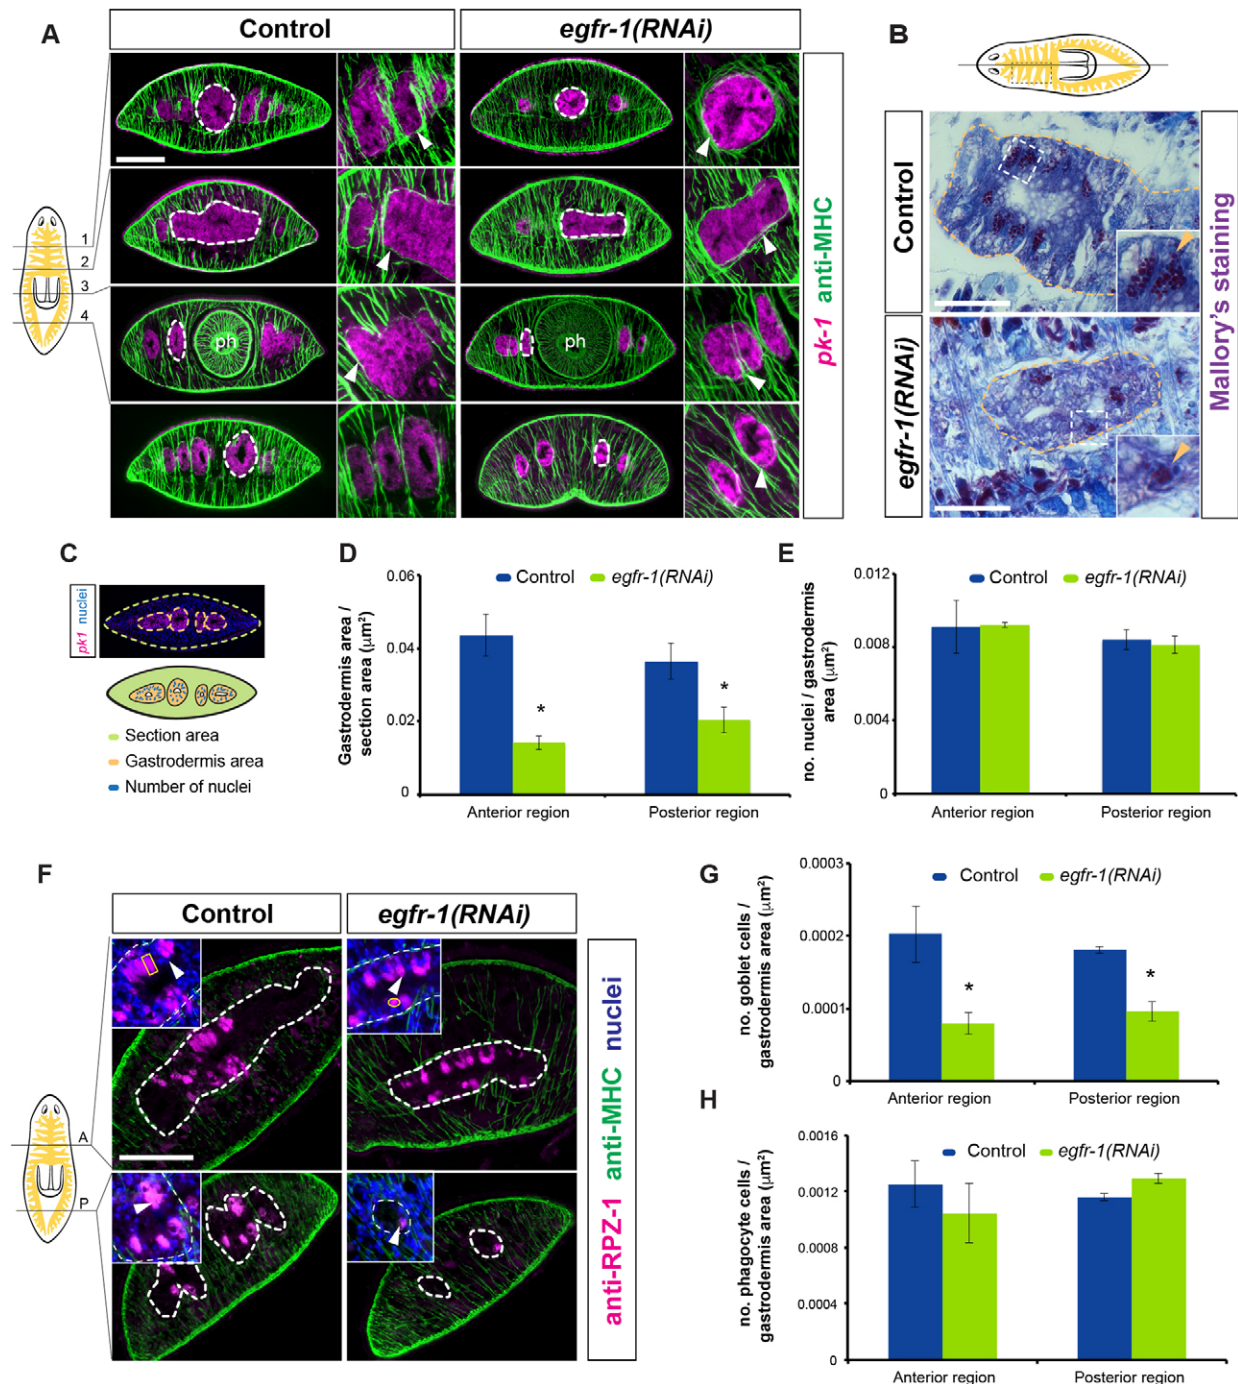 A
Control
egfr-1(RNAi)
1
2
3
4
ph
ph
pk-1 anti-MHC
B
Control
egfr-1(RNAi)
Mallory's staining
C
pk1 nuclei
Section area
Gastrodermis area
Number of nuclei
D
Control egfr-1(RNAi)
Gastrodermis area /
section area (μm²)
0.06
0.04
0.02
0
*
*
Anterior region Posterior region
E
Control egfr-1(RNAi)
no. nuclei / gastrodermis
area (μm²)
0.012
0.008
0.004
0
Anterior region Posterior region
F
Control
egfr-1(RNAi)
A
P
anti-RPZ-1 anti-MHC nuclei
G
Control egfr-1(RNAi)
no. goblet cells /
gastrodermis area (μm²)
0.0003
0.0002
0.0001
0
*
*
Anterior region Posterior region
H
Control egfr-1(RNAi)
no. phagocyte cells /
gastrodermis area (μm²)
0.0016
0.0012
0.0008
0.0004
0
Anterior region Posterior region